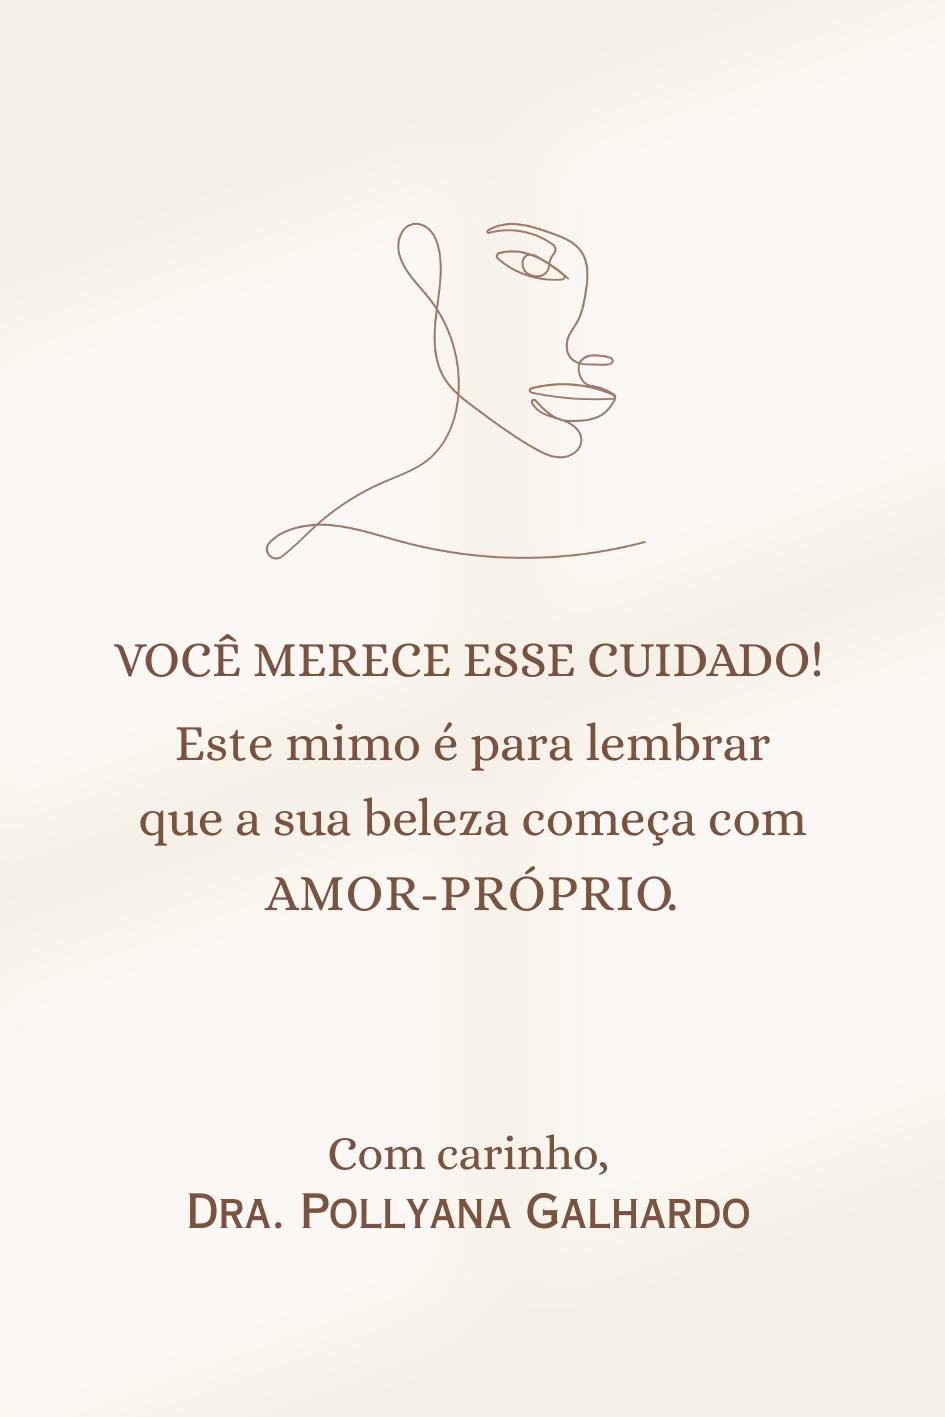 VOCÊ MERECE ESSE CUIDADO!
Este mimo é para lembrar
que a sua beleza começa com
AMOR-PRÓPRIO.
Com carinho,
DRA. POLLYANA GALHARDO